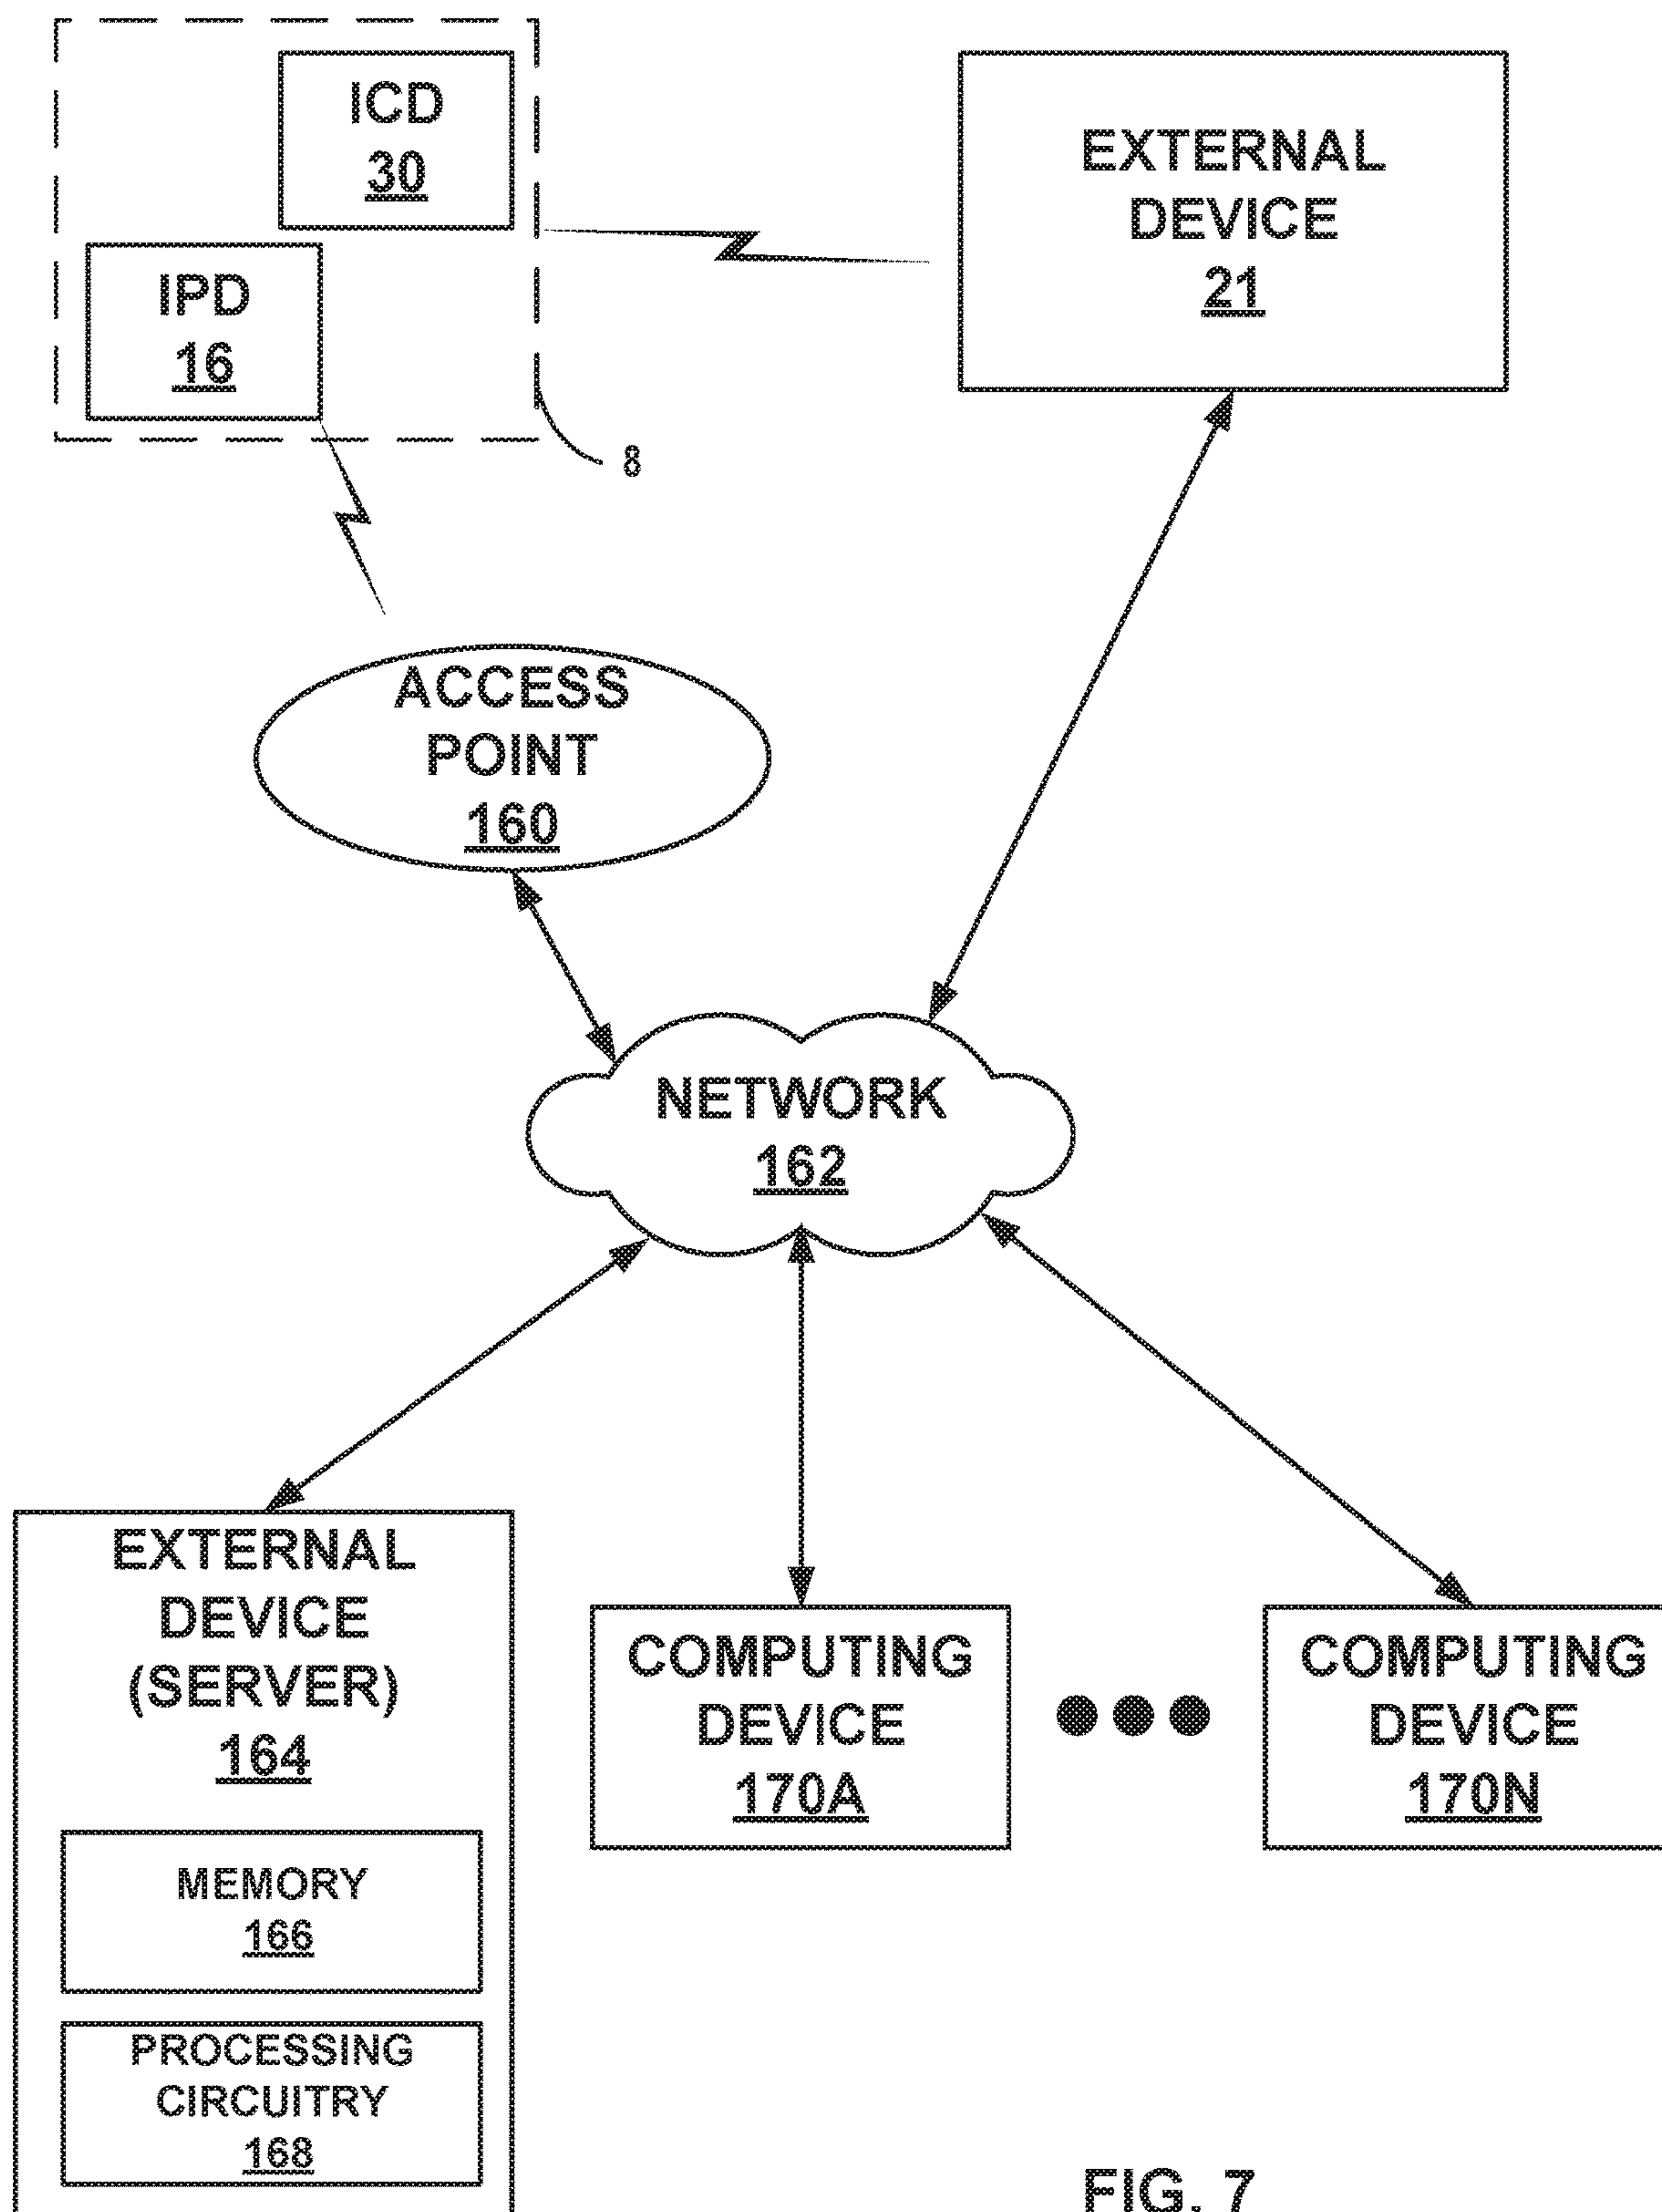 ICD
30
IPD
16
EXTERNAL
DEVICE
21
8
ACCESS
POINT
160
NETWORK
162
EXTERNAL
DEVICE
(SERVER)
164
MEMORY
166
PROCESSING
CIRCUITRY
168
COMPUTING
DEVICE
170A
COMPUTING
DEVICE
170N
FIG. 7